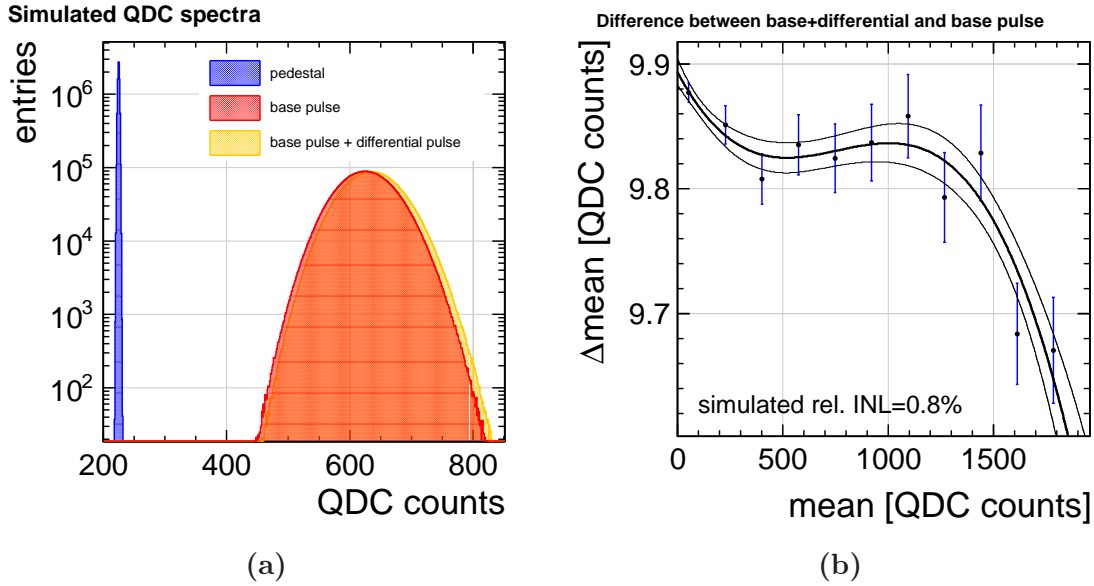 Simulated QDC spectra
entries
10^6
10^5
10^4
10^3
10^2
pedestal
base pulse
base pulse + differential pulse
200 400 600 800
QDC counts
(a)
Difference between base+differential and base pulse
Δmean [QDC counts]
9.9
9.8
9.7
simulated rel. INL=0.8%
0 500 1000 1500
mean [QDC counts]
(b)